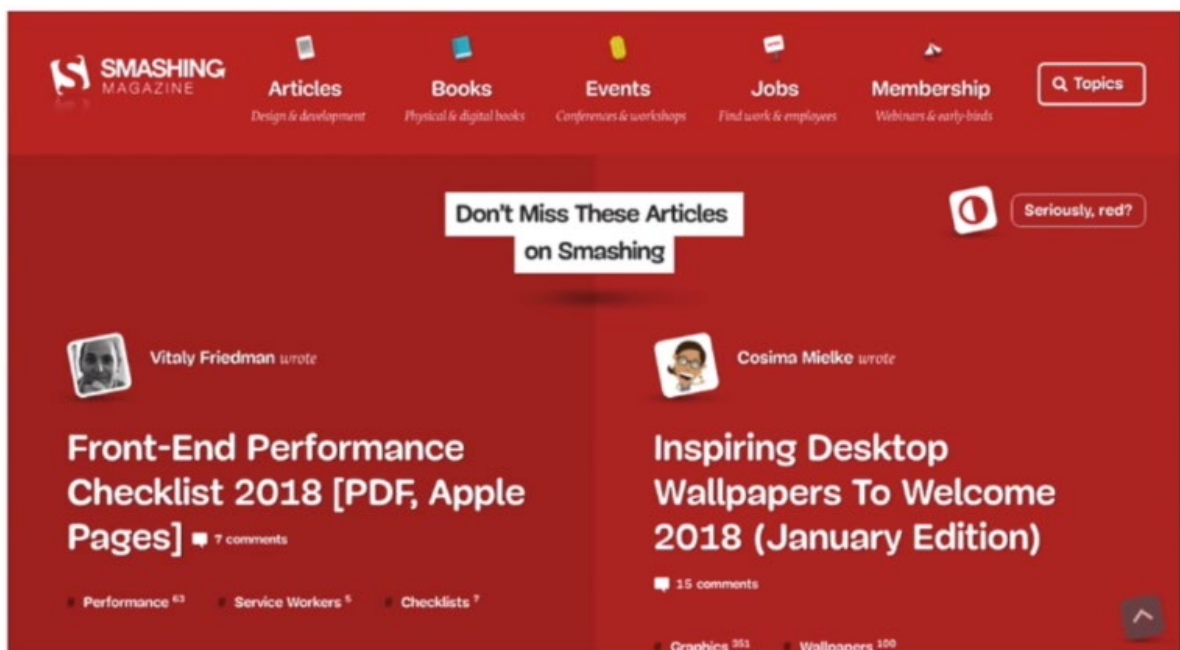 SMASHING
MAGAZINE
Articles
Design & development
Books
Physical & digital books
Events
Conferences & workshops
Jobs
Find work & employees
Membership
Webinars & early-birds
Topics
Don't Miss These Articles
on Smashing
Seriously, red?
Vitaly Friedman wrote
Front-End Performance
Checklist 2018 [PDF, Apple
Pages] 7 comments
# Performance 63 # Service Workers 5 # Checklists 7
Cosima Mielke wrote
Inspiring Desktop
Wallpapers To Welcome
2018 (January Edition)
15 comments
# Graphics 351 # Wallpapers 100